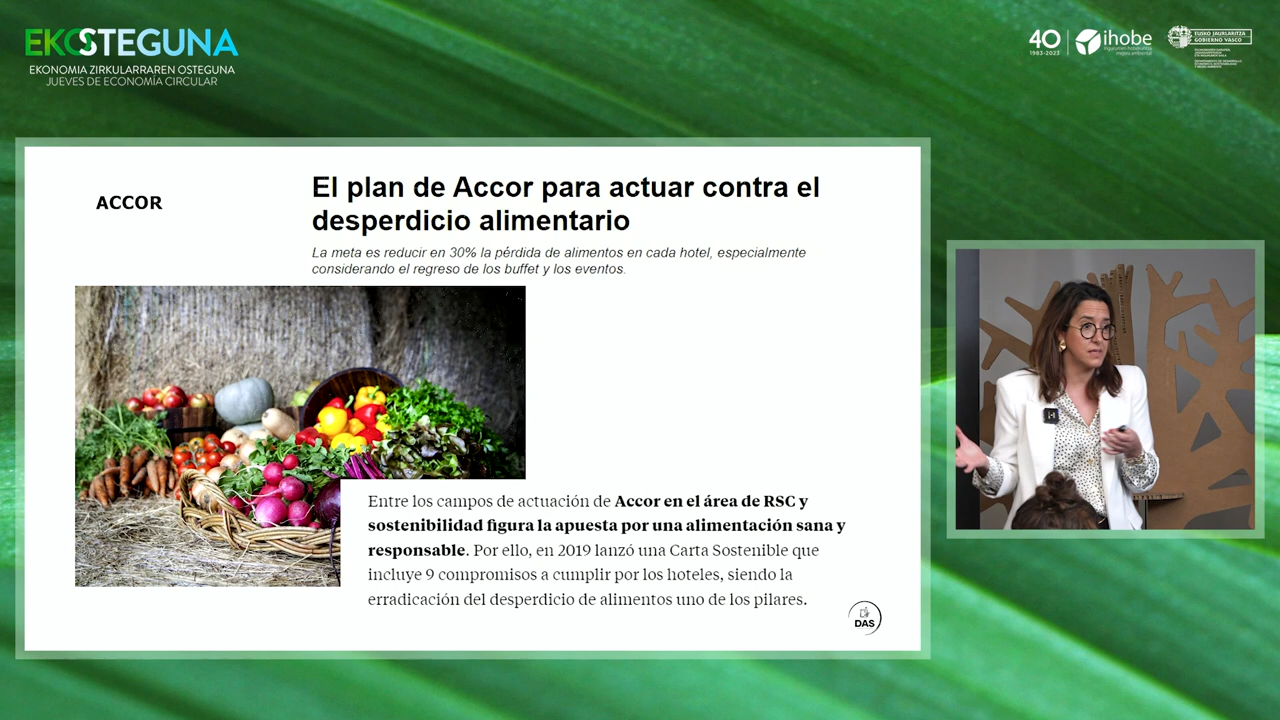 EKOSTEGUNA
EKONOMIA ZIRKULARRAREN OSTEGUNA
JUEVES DE ECONOMÍA CIRCULAR
40
1983-2023
ihobe
EUSKO JAURLARITZA
GOBIERNO VASCO
ACCOR
El plan de Accor para actuar contra el
desperdicio alimentario
La meta es reducir en 30% la pérdida de alimentos en cada hotel, especialmente
considerando el regreso de los buffet y los eventos.
Entre los campos de actuación de Accor en el área de RSC y
sostenibilidad figura la apuesta por una alimentación sana y
responsable. Por ello, en 2019 lanzó una Carta Sostenible que
incluye 9 compromisos a cumplir por los hoteles, siendo la
erradicación del desperdicio de alimentos uno de los pilares.
DAS